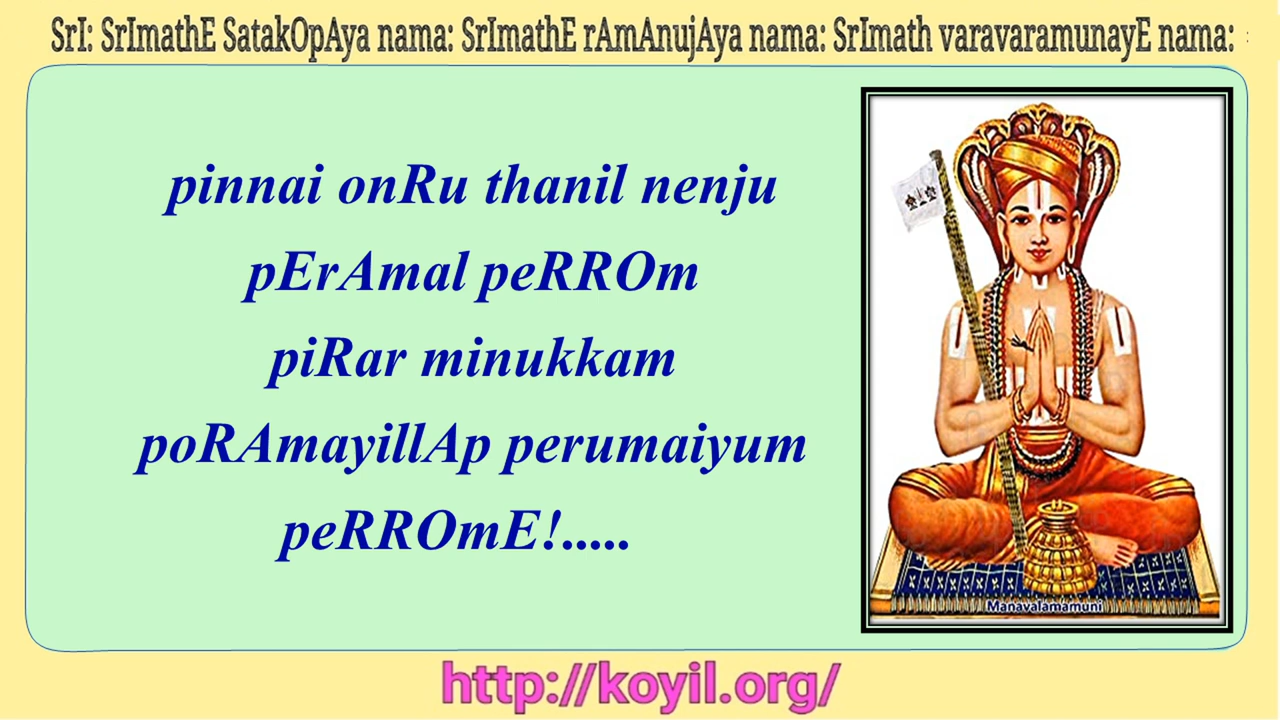 SrI: SrImathE SatakOpAya nama: SrImathE rAmAnujAya nama: SrImath varavaramunayE nama: :
pinnai onRu thanil nenju
pErAmal peRROm
piRar minukkam
poRAmayillAp perumaiyum
peRROmE!.....
Manavalamamuni
http://koyil.org/